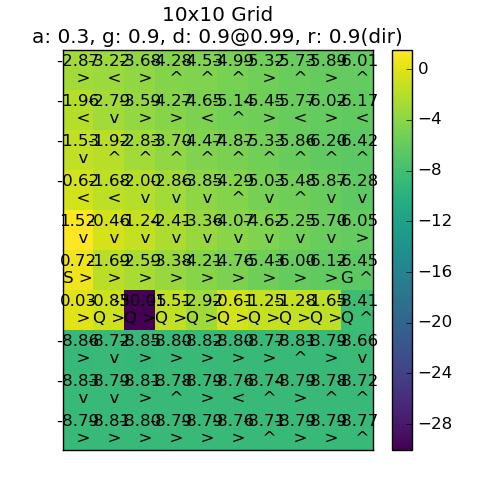 10x10 Grid
a: 0.3, g: 0.9, d: 0.9@0.99, r: 0.9(dir)
-2.87 -3.22 -3.68 -4.28 -4.53 -4.99 -5.32 -5.73 -5.89 -6.01
> < > ^ ^ ^ > ^ > ^
-1.96 -2.79 -3.59 -4.27 -4.65 -5.14 -5.45 -5.77 -6.02 -6.17
< v > > < ^ > < > <
-1.53 -1.92 -2.83 -3.70 -4.47 -4.87 -5.33 -5.86 -6.20 -6.42
v ^ ^ ^ ^ ^ ^ ^ ^ ^
-0.62 -1.68 -2.00 -2.86 -3.85 -4.29 -5.03 -5.48 -5.87 -6.28
< < v v v ^ v ^ v v
1.52 -0.46 -1.24 -2.41 -3.36 -4.07 -4.62 -5.25 -5.79 -6.05
v v v v v v v v v >
0.72 -1.69 -2.59 -3.38 -4.21 -4.76 -5.43 -6.00 -6.12 -6.45
S > > > > > > > > > G ^
0.03 -0.85 -1.51 -2.92 -0.61 -1.25 -1.28 -1.65 -8.41
> Q > Q > Q > Q > Q > Q > Q > Q > Q ^
-8.86 -8.72 -8.85 -8.80 -8.82 -8.80 -8.77 -8.81 -8.79 -8.66
> v > > > > > ^ > v
-8.79 -8.81 -8.78 -8.79 -8.76 -8.74 -8.79 -8.78 -8.72
v v > ^ > < ^ > ^ ^
-8.79 -8.81 -8.80 -8.79 -8.79 -8.76 -8.71 -8.79 -8.79 -8.77
> > > > > > ^ > > ^
0
−4
−8
−12
−16
−20
−24
−28